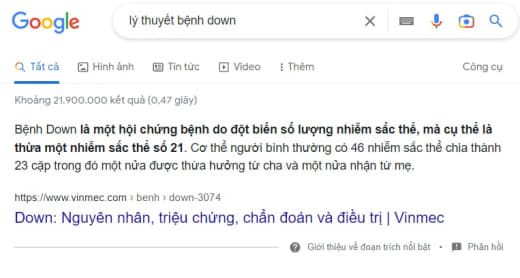 Google
lý thuyết bệnh down
Tất cả
Hình ảnh
Tin tức
Video
Thêm
Công cụ
Khoảng 21.900.000 kết quả (0,47 giây)
Bệnh Down là một hội chứng bệnh do đột biến số lượng nhiễm sắc thể, mà cụ thể là
thừa một nhiễm sắc thể số 21. Cơ thể người bình thường có 46 nhiễm sắc thể chia thành
23 cặp trong đó một nửa được thừa hưởng từ cha và một nửa nhận từ mẹ.
https://www.vinmec.com › benh › down-3074
Down: Nguyên nhân, triệu chứng, chẩn đoán và điều trị | Vinmec
Giới thiệu về đoạn trích nổi bật • Phản hồi